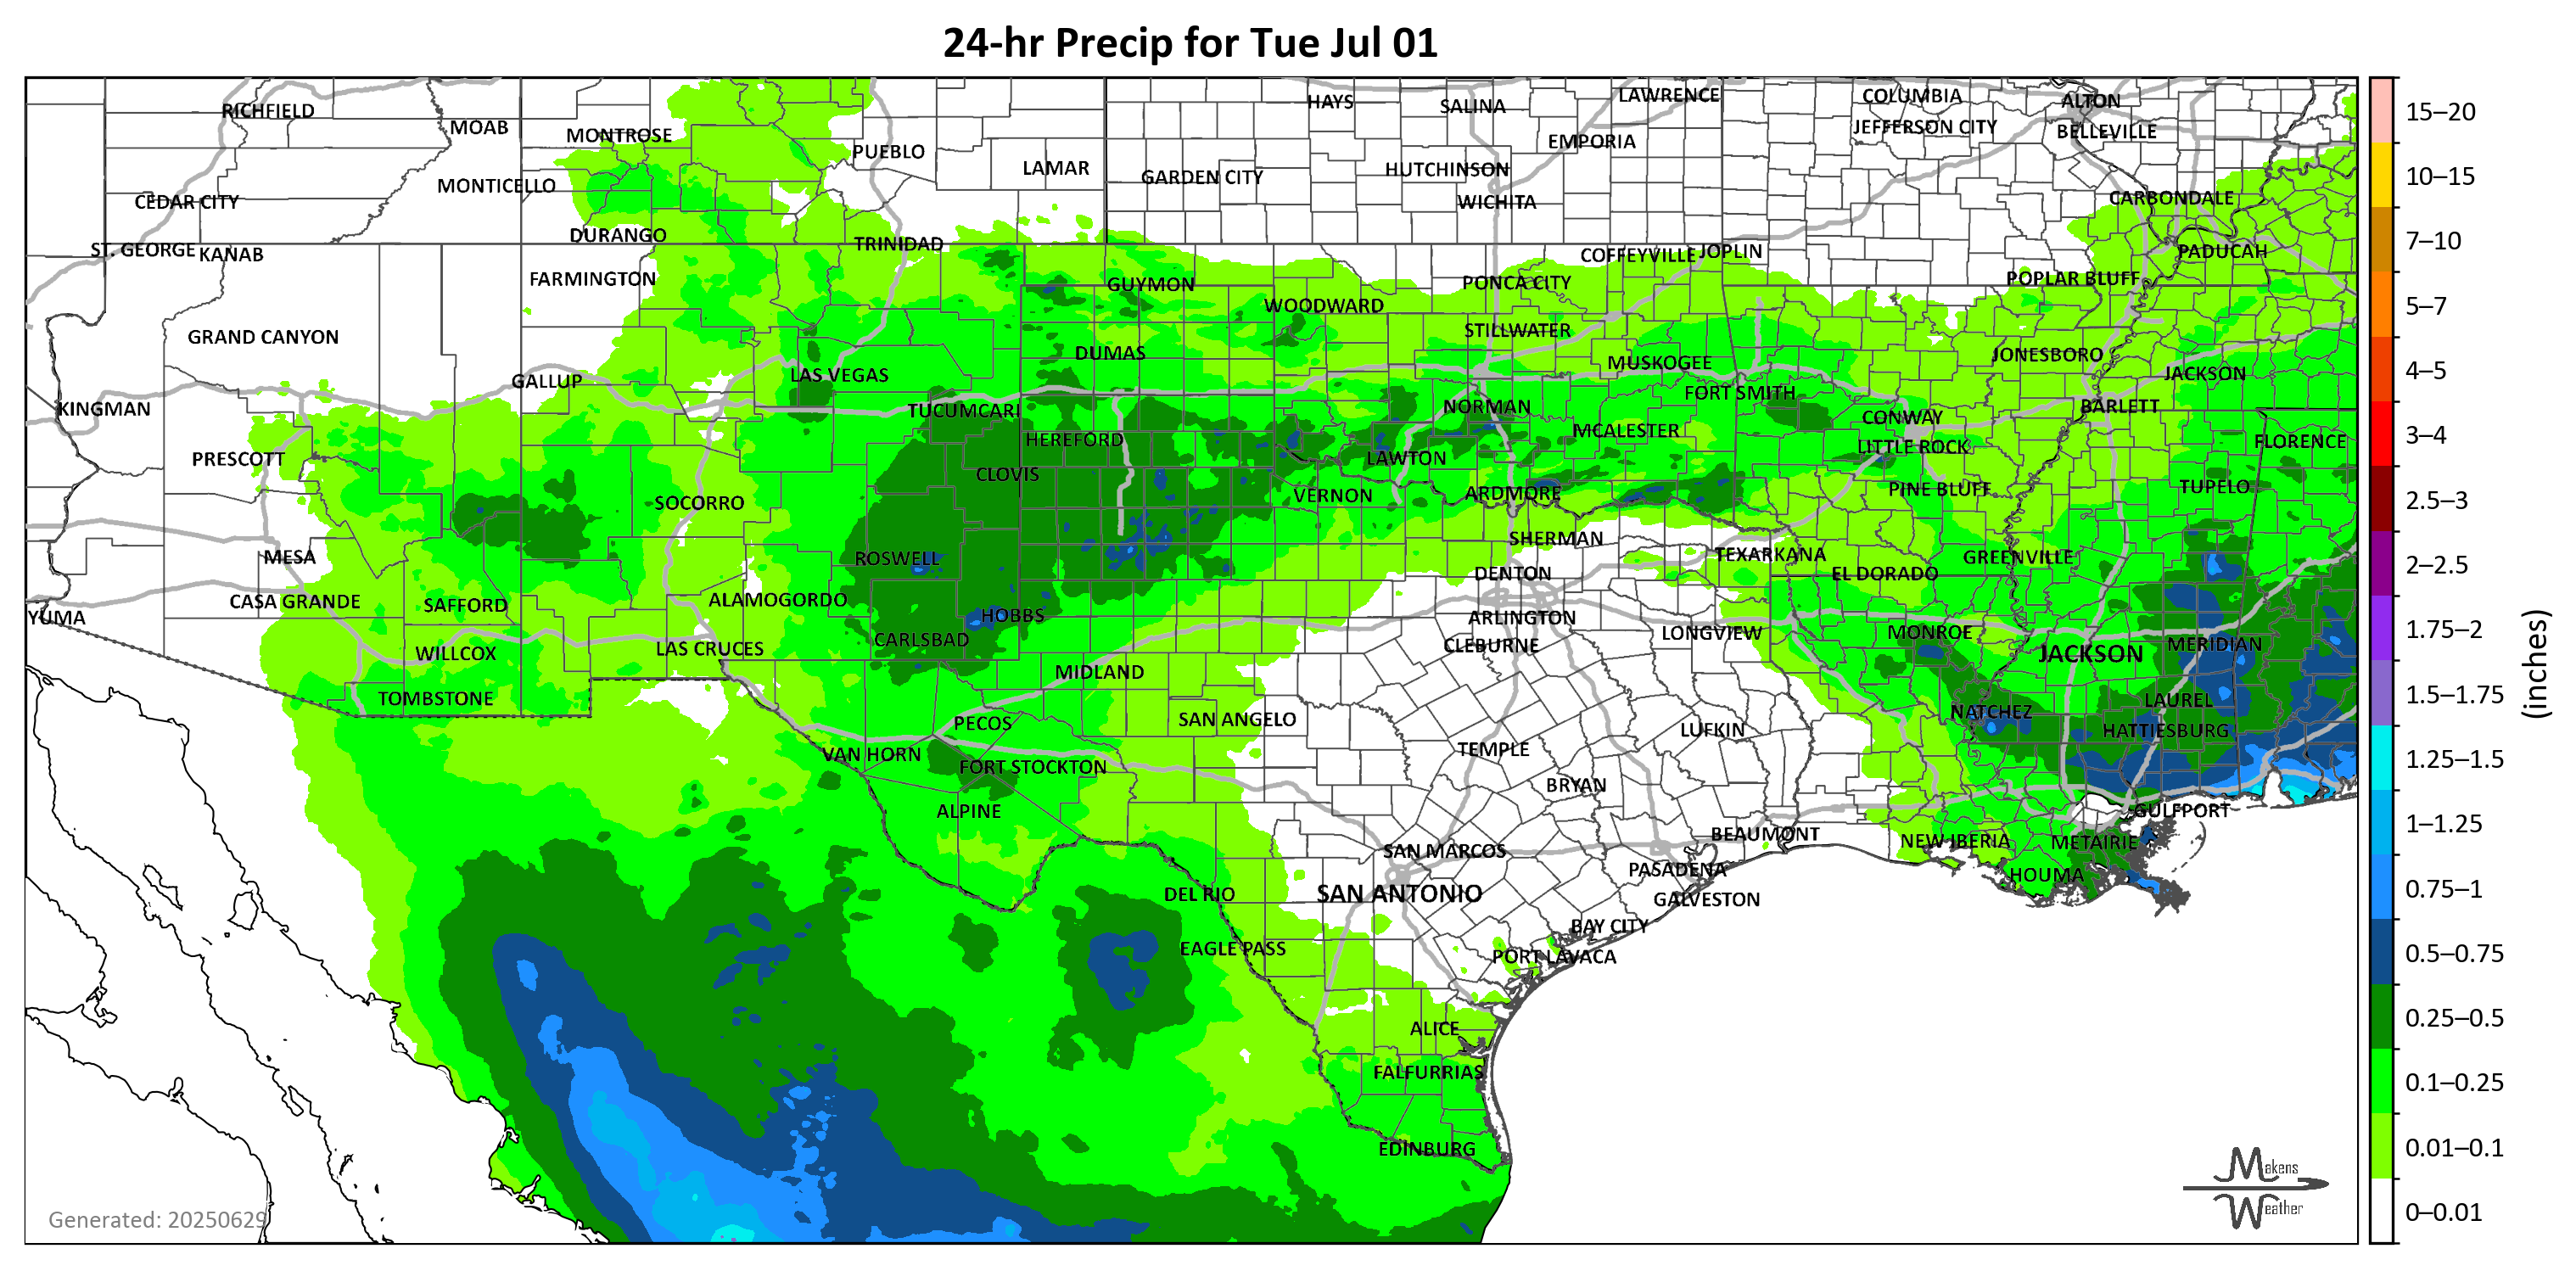 24-hr Precip for Tue Jul 01
RICHFIELD
MOAB
MONTROSE
PUEBLO
LAMAR
HAYS
SALINA
LAWRENCE
COLUMBIA
ALTON
JEFFERSON CITY
BELLEVILLE
EMPORIA
HUTCHINSON
GARDEN CITY
MONTICELLO
CEDAR CITY
WICHITA
CARBONDALE
DURANGO
TRINIDAD
ST. GEORGE
KANAB
COFFEYVILLE
JOPLIN
PADUCAH
FARMINGTON
GUYMON
PONCA CITY
POPLAR BLUFF
WOODWARD
GRAND CANYON
STILLWATER
DUMAS
MUSKOGEE
JONESBORO
GALLUP
LAS VEGAS
FORT SMITH
JACKSON
KINGMAN
TUCUMCARI
NORMAN
BARLETT
CONWAY
HEREFORD
MCALESTER
LITTLE ROCK
FLORENCE
PRESCOTT
CLOVIS
LAWTON
TUPELO
SOCORRO
VERNON
ARDMORE
PINE BLUFF
MESA
ROSWELL
SHERMAN
TEXARKANA
GREENVILLE
DENTON
EL DORADO
CASA GRANDE
SAFFORD
ALAMOGORDO
YUMA
HOBBS
ARLINGTON
CARLSBAD
LONGVIEW
MONROE
WILLCOX
LAS CRUCES
CLEBURNE
JACKSON
MERIDIAN
MIDLAND
TOMBSTONE
LAUREL
PECOS
SAN ANGELO
NATCHEZ
LUFKIN
HATTIESBURG
VAN HORN
TEMPLE
FORT STOCKTON
BRYAN
ALPINE
GULFPORT
BEAUMONT
NEW IBERIA
METAIRIE
SAN MARCOS
PASADENA
HOUMA
DEL RIO
SAN ANTONIO
GALVESTON
BAY CITY
EAGLE PASS
PORT LAVACA
ALICE
FALFURRIAS
EDINBURG
Generated: 20250629
Makens
Weather
15–20
10–15
7–10
5–7
4–5
3–4
2.5–3
2–2.5
1.75–2
1.5–1.75
1.25–1.5
1–1.25
0.75–1
0.5–0.75
0.25–0.5
0.1–0.25
0.01–0.1
0–0.01
(inches)